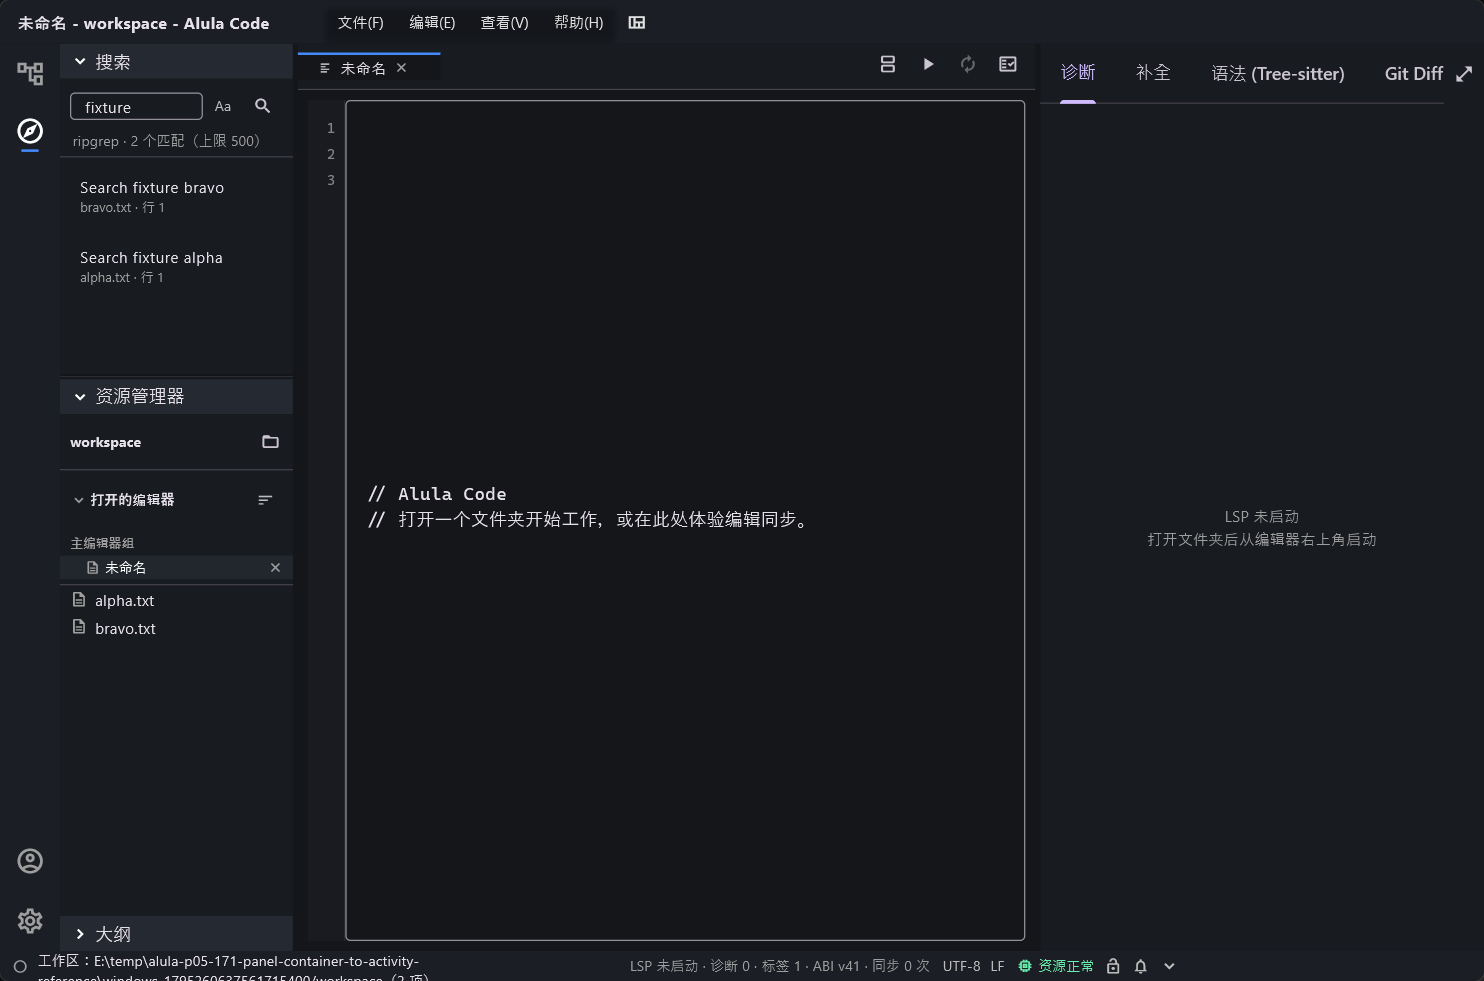 未命名 - workspace - Alula Code
文件(F) 编辑(E) 查看(V) 帮助(H)
搜索
fixture Aa
ripgrep · 2 个匹配（上限 500）
Search fixture bravo
bravo.txt · 行 1
Search fixture alpha
alpha.txt · 行 1
资源管理器
workspace
打开的编辑器
主编辑器组
未命名
alpha.txt
bravo.txt
大纲
未命名
1
2
3
// Alula Code
// 打开一个文件夹开始工作，或在此处体验编辑同步。
诊断 补全 语法 (Tree-sitter) Git Diff
LSP 未启动
打开文件夹后从编辑器右上角启动
工作区：E:\temp\alula-p05-171-panel-container-to-activity-
reference\windows-1795260637561715400/workspace（2 项）
LSP 未启动 · 诊断 0 · 标签 1 · ABI v41 · 同步 0 次 UTF-8 LF 资源正常